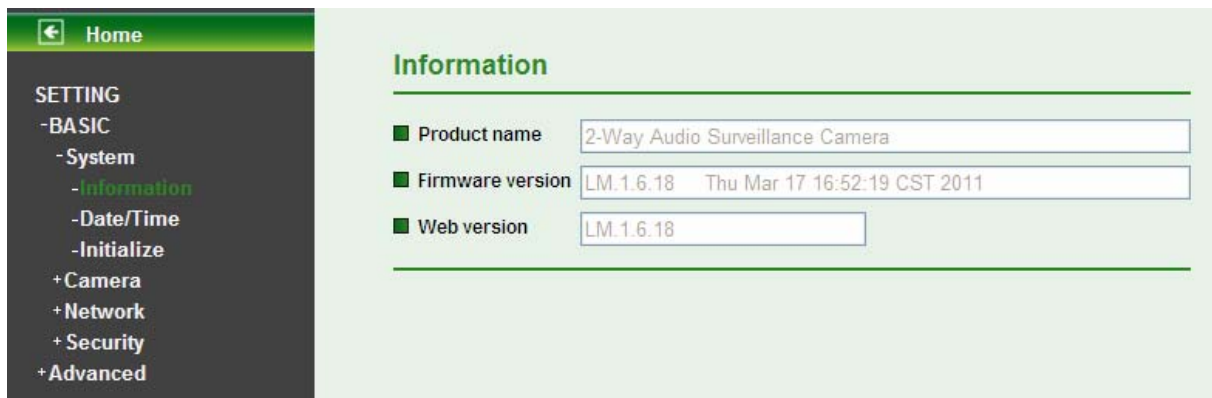 Home
SETTING
-BASIC
-System
-Information
-Date/Time
-Initialize
+Camera
+Network
+Security
+Advanced
Information
Product name 2-Way Audio Surveillance Camera
Firmware version LM.1.6.18 Thu Mar 17 16:52:19 CST 2011
Web version LM.1.6.18